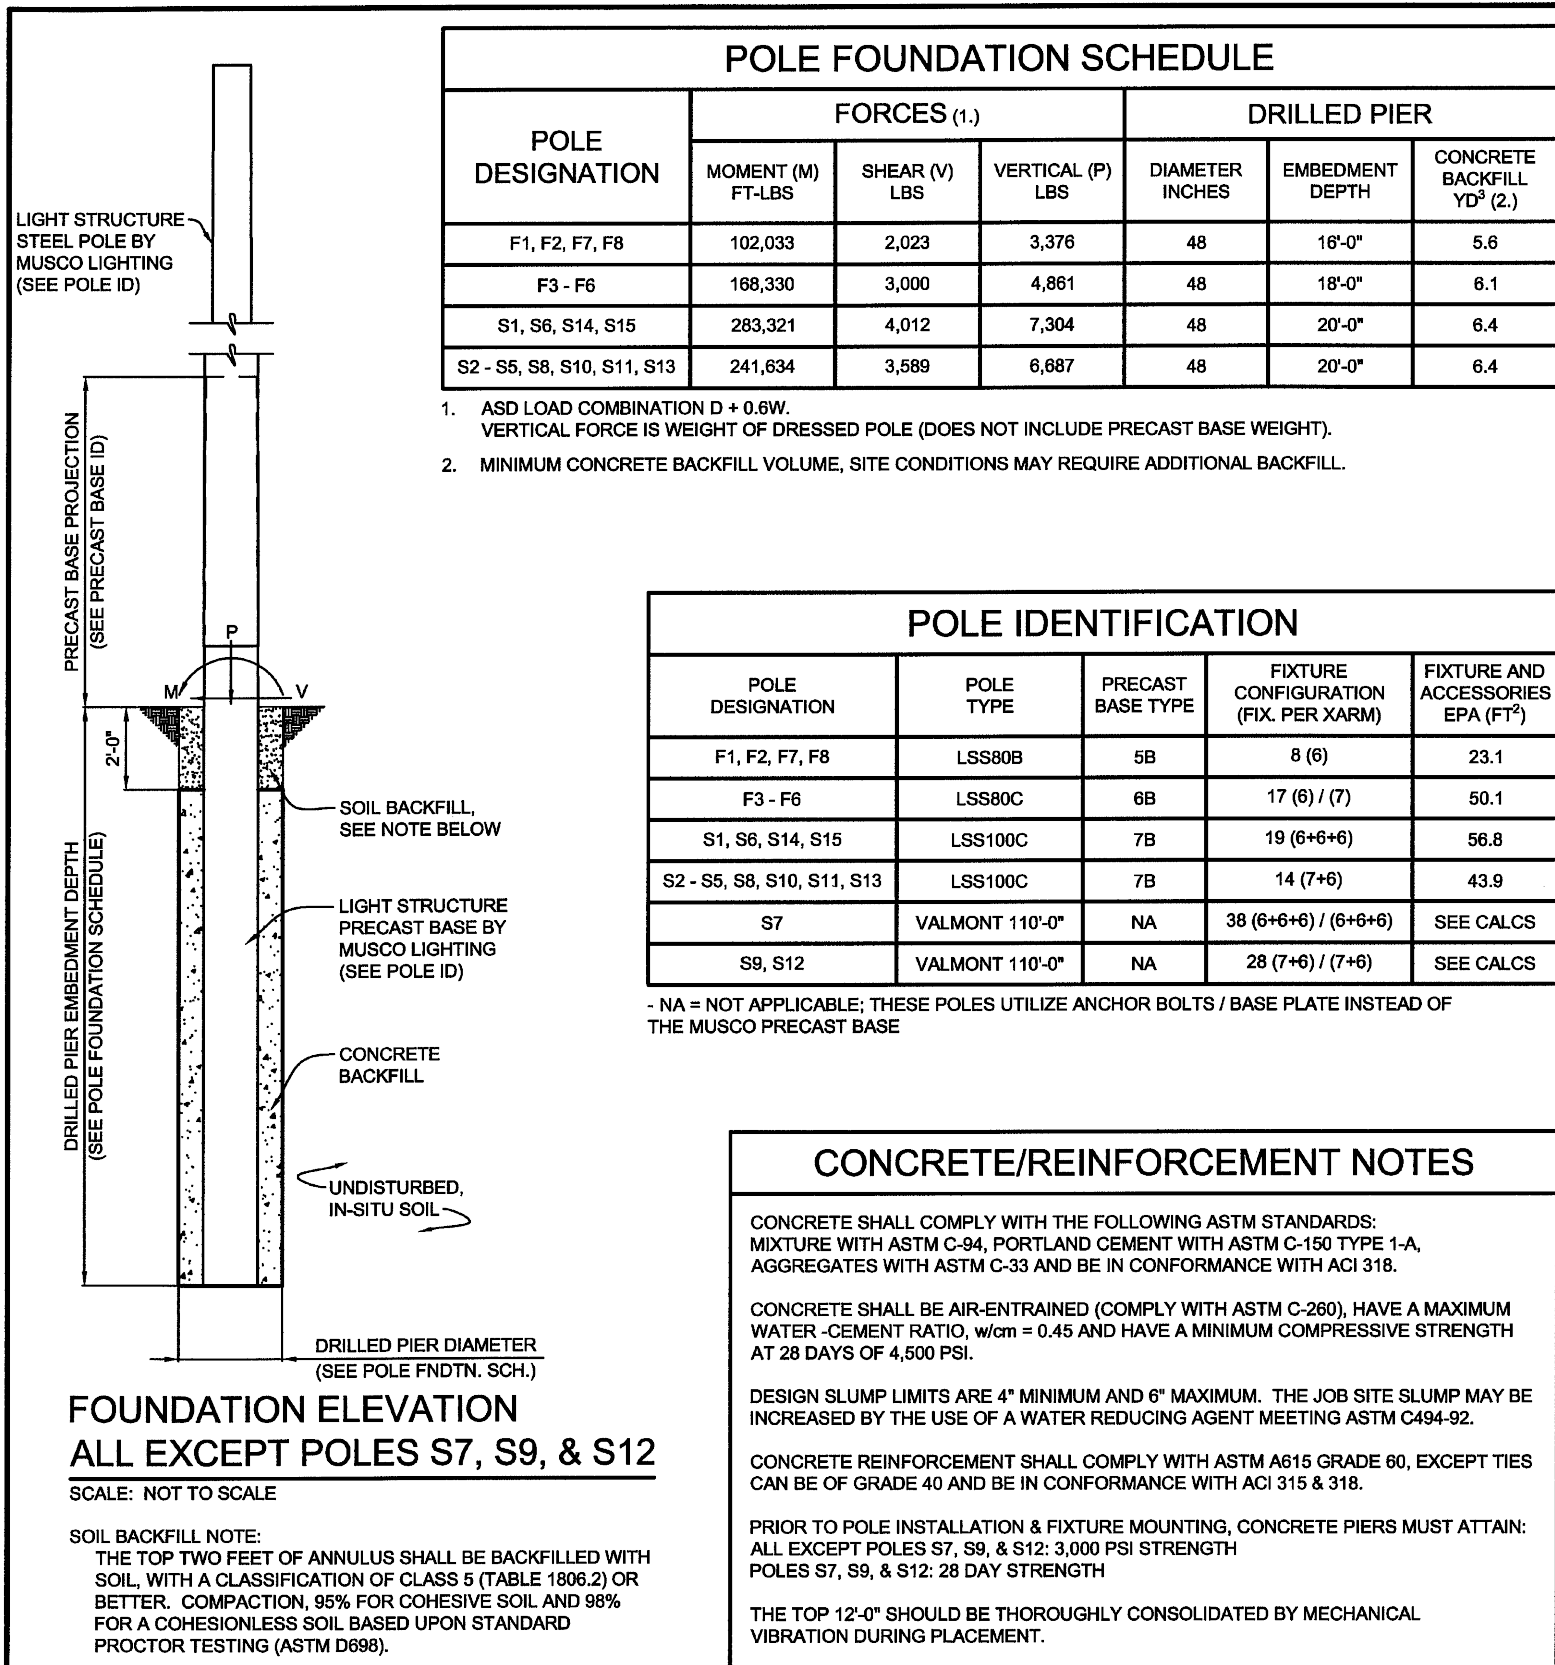 POLE FOUNDATION SCHEDULE
POLE DESIGNATION
FORCES (1.)
DRILLED PIER
MOMENT (M) FT-LBS
SHEAR (V) LBS
VERTICAL (P) LBS
DIAMETER INCHES
EMBEDMENT DEPTH
CONCRETE BACKFILL YD³ (2.)
F1, F2, F7, F8 102,033 2,023 3,376 48 16'-0" 5.6
F3 - F6 168,330 3,000 4,861 48 18'-0" 6.1
S1, S6, S14, S15 283,321 4,012 7,304 48 20'-0" 6.4
S2 - S5, S8, S10, S11, S13 241,634 3,589 6,687 48 20'-0" 6.4
1. ASD LOAD COMBINATION D + 0.6W.
VERTICAL FORCE IS WEIGHT OF DRESSED POLE (DOES NOT INCLUDE PRECAST BASE WEIGHT).
2. MINIMUM CONCRETE BACKFILL VOLUME, SITE CONDITIONS MAY REQUIRE ADDITIONAL BACKFILL.
LIGHT STRUCTURE
STEEL POLE BY
MUSCO LIGHTING
(SEE POLE ID)
PRECAST BASE PROJECTION
(SEE PRECAST BASE ID)
P
M
V
2'-0"
SOIL BACKFILL,
SEE NOTE BELOW
DRILLED PIER EMBEDMENT DEPTH
(SEE POLE FOUNDATION SCHEDULE)
LIGHT STRUCTURE
PRECAST BASE BY
MUSCO LIGHTING
(SEE POLE ID)
CONCRETE
BACKFILL
UNDISTURBED,
IN-SITU SOIL
DRILLED PIER DIAMETER
(SEE POLE FNDTN. SCH.)
FOUNDATION ELEVATION
ALL EXCEPT POLES S7, S9, & S12
SCALE: NOT TO SCALE
SOIL BACKFILL NOTE:
THE TOP TWO FEET OF ANNULUS SHALL BE BACKFILLED WITH
SOIL, WITH A CLASSIFICATION OF CLASS 5 (TABLE 1806.2) OR
BETTER. COMPACTION, 95% FOR COHESIVE SOIL AND 98%
FOR A COHESIONLESS SOIL BASED UPON STANDARD
PROCTOR TESTING (ASTM D698).
POLE IDENTIFICATION
POLE DESIGNATION
POLE TYPE
PRECAST BASE TYPE
FIXTURE CONFIGURATION (FIX. PER XARM)
FIXTURE AND ACCESSORIES EPA (FT²)
F1, F2, F7, F8 LSS80B 5B 8 (6) 23.1
F3 - F6 LSS80C 6B 17 (6) / (7) 50.1
S1, S6, S14, S15 LSS100C 7B 19 (6+6+6) 56.8
S2 - S5, S8, S10, S11, S13 LSS100C 7B 14 (7+6) 43.9
S7 VALMONT 110'-0" NA 38 (6+6+6) / (6+6+6) SEE CALCS
S9, S12 VALMONT 110'-0" NA 28 (7+6) / (7+6) SEE CALCS
- NA = NOT APPLICABLE; THESE POLES UTILIZE ANCHOR BOLTS / BASE PLATE INSTEAD OF
THE MUSCO PRECAST BASE
CONCRETE/REINFORCEMENT NOTES
CONCRETE SHALL COMPLY WITH THE FOLLOWING ASTM STANDARDS:
MIXTURE WITH ASTM C-94, PORTLAND CEMENT WITH ASTM C-150 TYPE 1-A,
AGGREGATES WITH ASTM C-33 AND BE IN CONFORMANCE WITH ACI 318.
CONCRETE SHALL BE AIR-ENTRAINED (COMPLY WITH ASTM C-260), HAVE A MAXIMUM
WATER -CEMENT RATIO, w/cm = 0.45 AND HAVE A MINIMUM COMPRESSIVE STRENGTH
AT 28 DAYS OF 4,500 PSI.
DESIGN SLUMP LIMITS ARE 4" MINIMUM AND 6" MAXIMUM. THE JOB SITE SLUMP MAY BE
INCREASED BY THE USE OF A WATER REDUCING AGENT MEETING ASTM C494-92.
CONCRETE REINFORCEMENT SHALL COMPLY WITH ASTM A615 GRADE 60, EXCEPT TIES
CAN BE OF GRADE 40 AND BE IN CONFORMANCE WITH ACI 315 & 318.
PRIOR TO POLE INSTALLATION & FIXTURE MOUNTING, CONCRETE PIERS MUST ATTAIN:
ALL EXCEPT POLES S7, S9, & S12: 3,000 PSI STRENGTH
POLES S7, S9, & S12: 28 DAY STRENGTH
THE TOP 12'-0" SHOULD BE THOROUGHLY CONSOLIDATED BY MECHANICAL
VIBRATION DURING PLACEMENT.